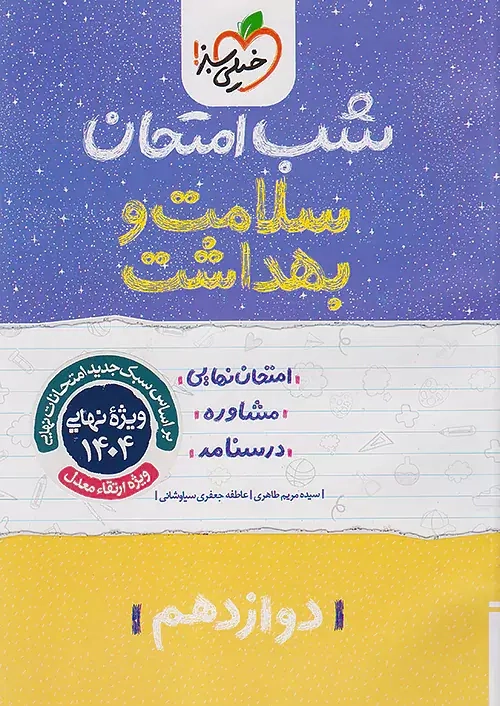 خیلی سبز!
شب امتحان
سلامت و
بهداشت
امتحان نهایی
مشاوره
درسنامه
بر اساس سبک جدید امتحانات نهایی
ویژهٔ نهایی
۱۴۰۴
ویژه ارتقاء معدل
| سیده مریم طاهری | عاطفه جعفری سیاوشانی |
| دوازدهم |